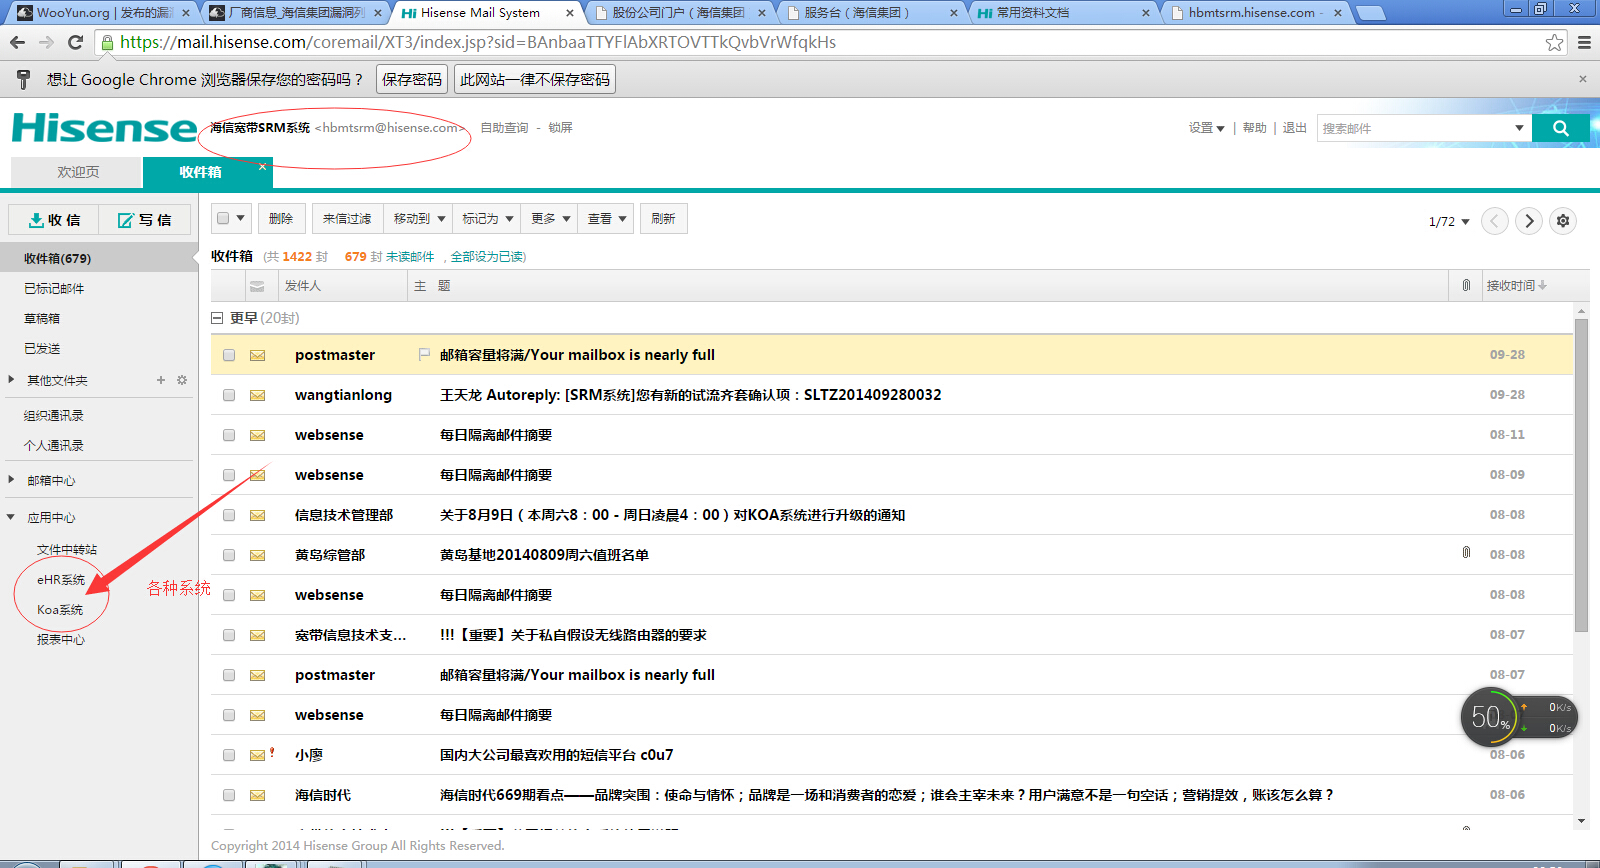 WooYun.org | 发布的漏
厂商信息_海信集团漏洞列
Hisense Mail System
股份公司门户（海信集团
服务台（海信集团）
常用资料文档
hbmtsrm.hisense.com -
https://mail.hisense.com/coremail/XT3/index.jsp?sid=BAnbaaTTYFlAbXRTOVTTkQvbVrWfqkHs
想让 Google Chrome 浏览器保存您的密码吗？ 保存密码 此网站一律不保存密码
Hisense 海信宽带SRM系统 <hbmtsrm@hisense.com> 自助查询 - 锁屏 设置 | 帮助 | 退出 搜索邮件
欢迎页 收件箱
收 信 写 信 删除 来信过滤 移动到 标记为 更多 查看 刷新 1/72
收件箱(679)
已标记邮件
草稿箱
已发送
其他文件夹
组织通讯录
个人通讯录
邮箱中心
应用中心
文件中转站
eHR系统
Koa系统
报表中心
各种系统
收件箱 (共 1422 封 679 封 未读邮件 , 全部设为已读)
发件人 主 题 接收时间
更早 (20封)
postmaster 邮箱容量将满/Your mailbox is nearly full 09-28
wangtianlong 王天龙 Autoreply: [SRM系统]您有新的试流齐套确认项：SLTZ201409280032 09-28
websense 每日隔离邮件摘要 08-11
websense 每日隔离邮件摘要 08-09
信息技术管理部 关于8月9日（本周六8：00 - 周日凌晨4：00）对KOA系统进行升级的通知 08-08
黄岛综管部 黄岛基地20140809周六值班名单 08-08
websense 每日隔离邮件摘要 08-08
宽带信息技术支... !!!【重要】关于私自假设无线路由器的要求 08-07
postmaster 邮箱容量将满/Your mailbox is nearly full 08-07
websense 每日隔离邮件摘要
小廖 国内大公司最喜欢用的短信平台 c0u7 08-06
海信时代 海信时代669期看点——品牌突围：使命与情怀；品牌是一场和消费者的恋爱；谁会主宰未来？用户满意不是一句空话；营销提效，账该怎么算？ 08-06
50% 0K/s
0K/s
Copyright 2014 Hisense Group All Rights Reserved.